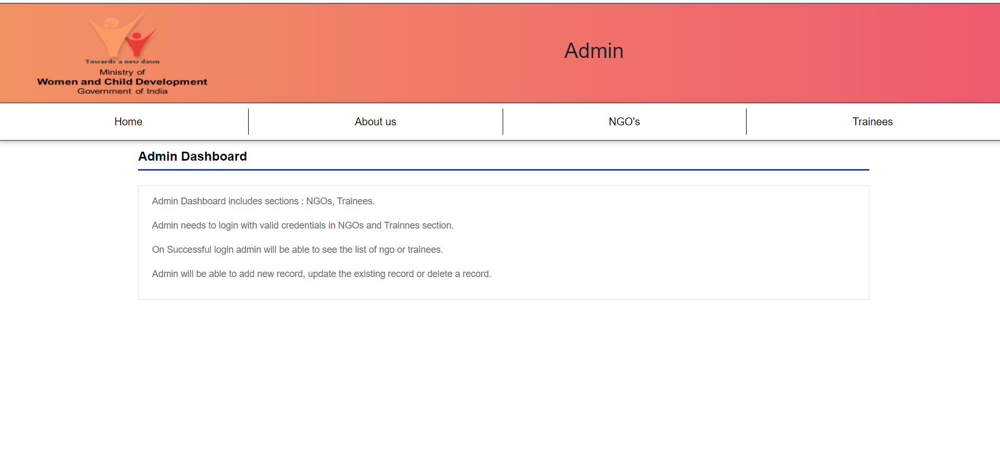 Towards a new dawn
Ministry of
Women and Child Development
Government of India
Admin
Home
About us
NGO's
Trainees
Admin Dashboard
Admin Dashboard includes sections : NGOs, Trainees.
Admin needs to login with valid credentials in NGOs and Trainnes section.
On Successful login admin will be able to see the list of ngo or trainees.
Admin will be able to add new record, update the existing record or delete a record.